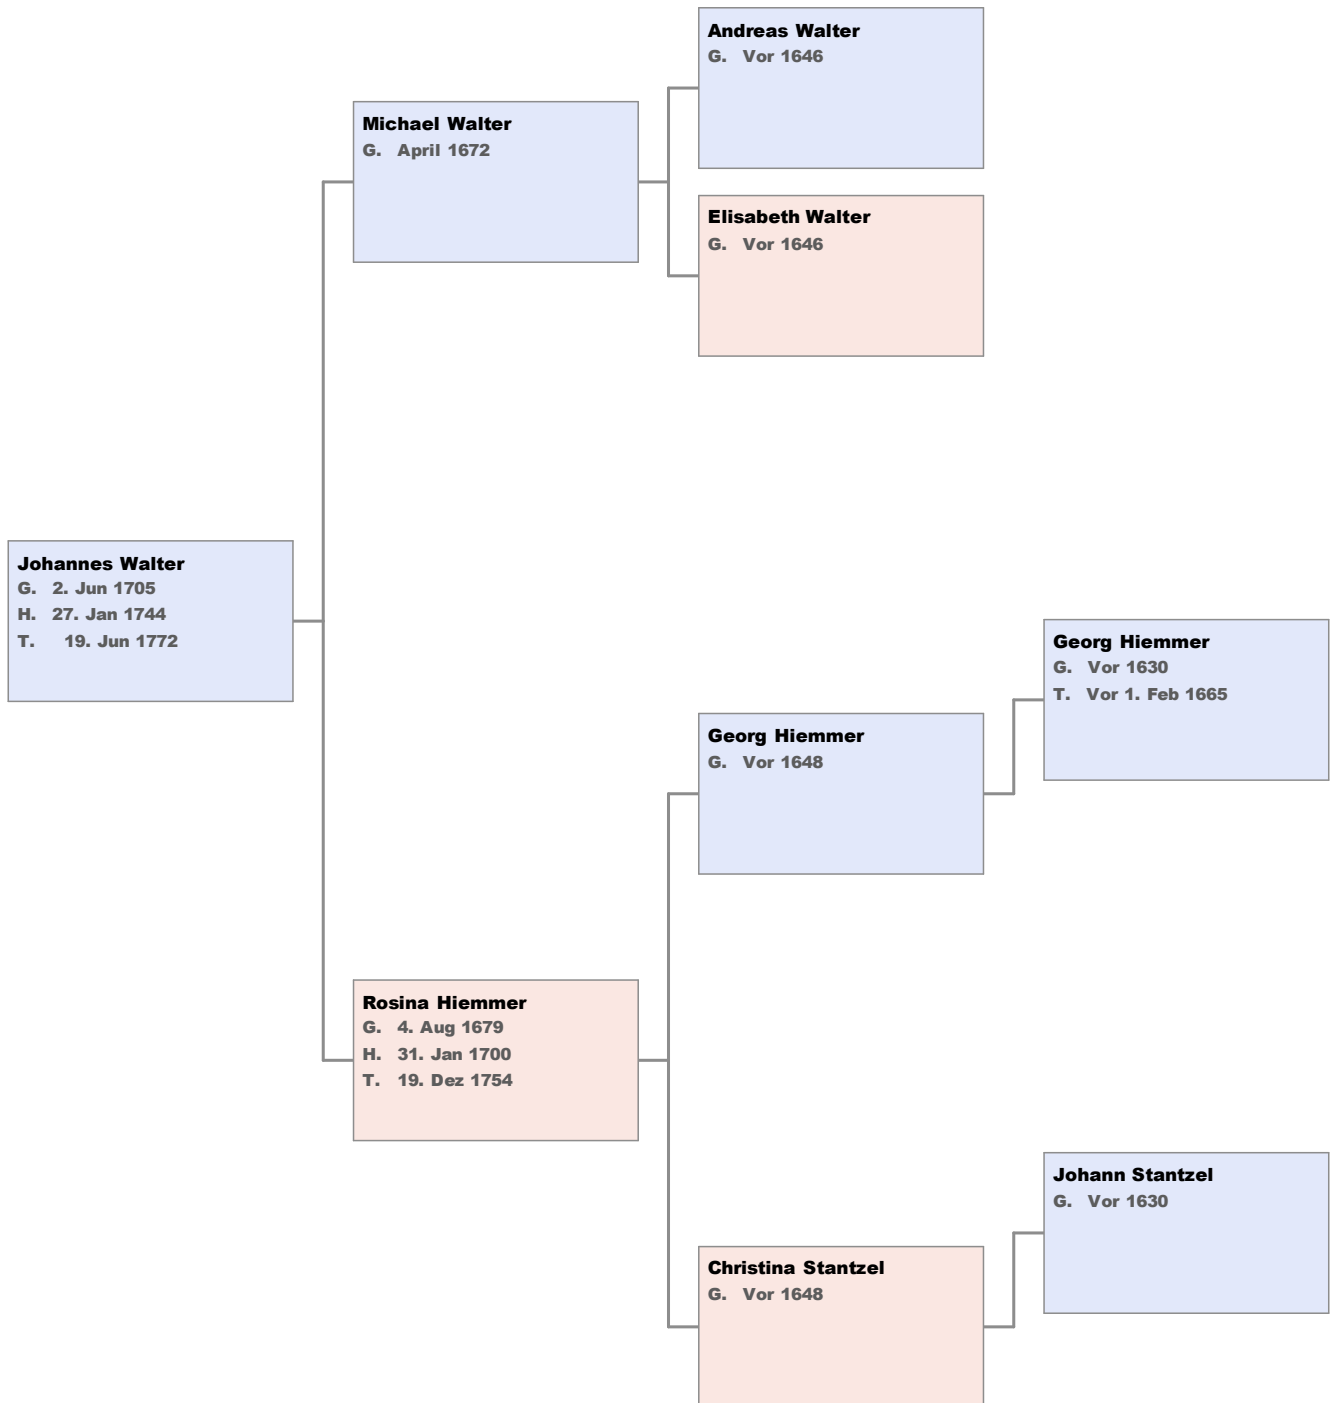 Andreas Walter
G. Vor 1646
Michael Walter
G. April 1672
Elisabeth Walter
G. Vor 1646
Johannes Walter
G. 2. Jun 1705
H. 27. Jan 1744
T. 19. Jun 1772
Georg Hiemmer
G. Vor 1630
T. Vor 1. Feb 1665
Georg Hiemmer
G. Vor 1648
Rosina Hiemmer
G. 4. Aug 1679
H. 31. Jan 1700
T. 19. Dez 1754
Johann Stantzel
G. Vor 1630
Christina Stantzel
G. Vor 1648